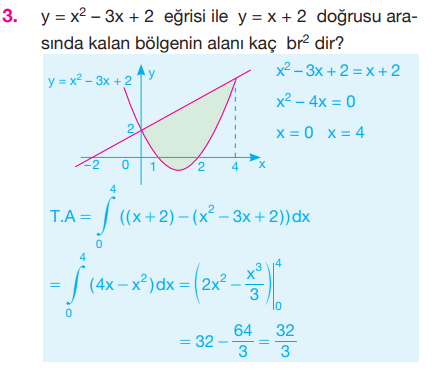 3. y = x² – 3x + 2 eğrisi ile y = x + 2 doğrusu ara-
sında kalan bölgenin alanı kaç br² dir?
y = x² – 3x + 2
y
2
–2 0 1 2 4 x
x² – 3x + 2 = x + 2
x² – 4x = 0
x = 0 x = 4
T.A = ∫₀⁴ ((x + 2) – (x² – 3x + 2))dx
= ∫₀⁴ (4x – x²)dx = (2x² – x³/3)|₀⁴
= 32 – 64/3 = 32/3